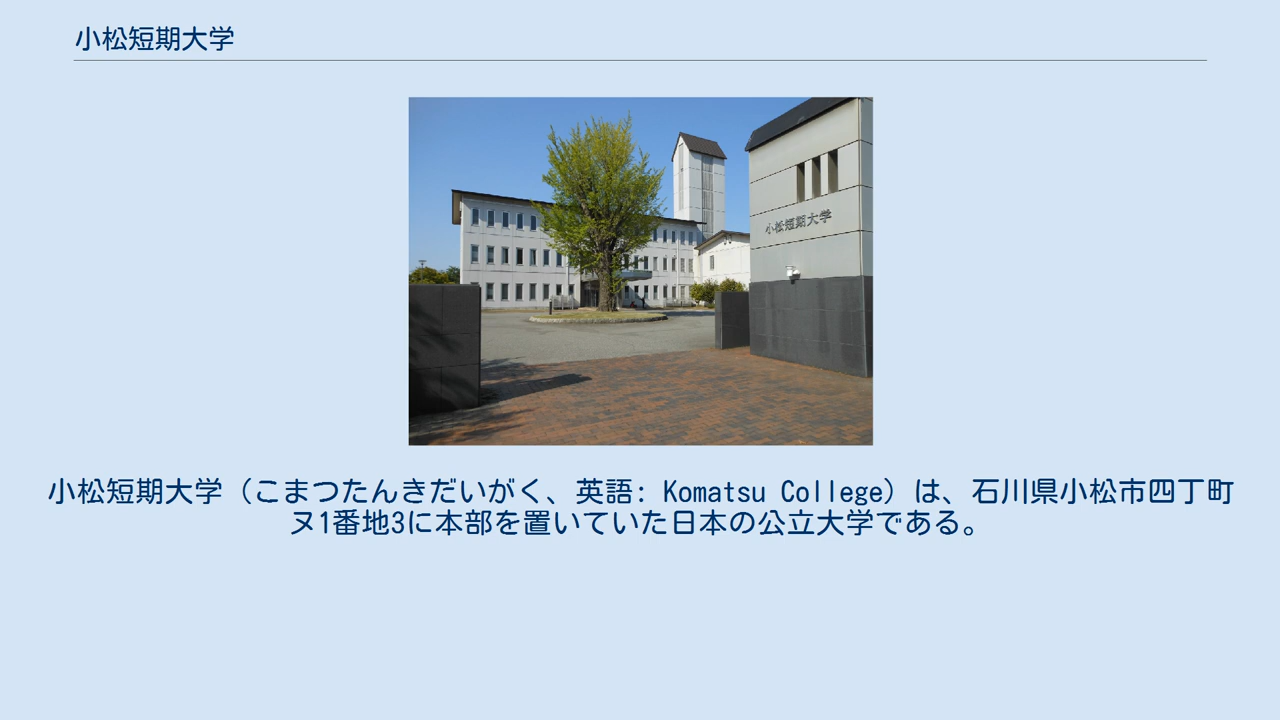 小松短期大学
小松短期大学
小松短期大学（こまつたんきだいがく、英語: Komatsu College）は、石川県小松市四丁町
ヌ1番地3に本部を置いていた日本の公立大学である。